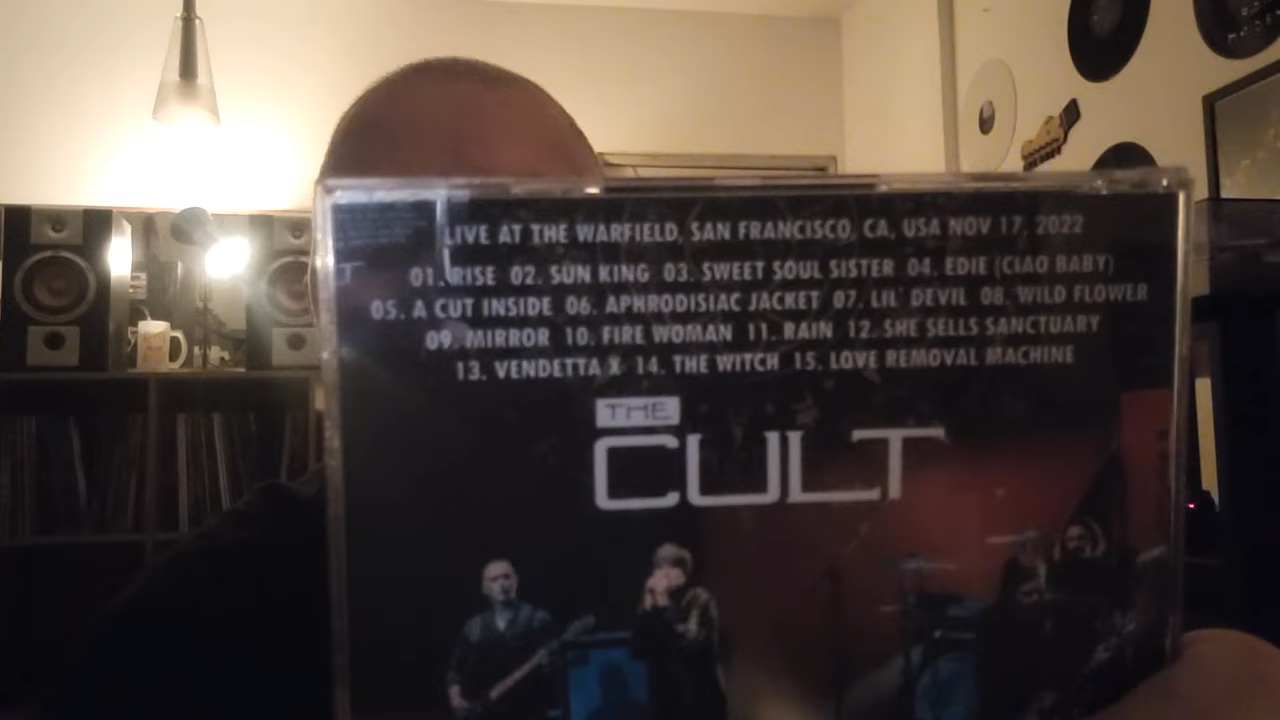 LIVE AT THE WARFIELD, SAN FRANCISCO, CA, USA NOV 17, 2022
01. RISE 02. SUN KING 03. SWEET SOUL SISTER 04. EDIE (CIAO BABY)
05. A CUT INSIDE 06. APHRODISIAC JACKET 07. LIL' DEVIL 08. WILD FLOWER
09. MIRROR 10. FIRE WOMAN 11. RAIN 12. SHE SELLS SANCTUARY
13. VENDETTA X 14. THE WITCH 15. LOVE REMOVAL MACHINE
THE
CULT